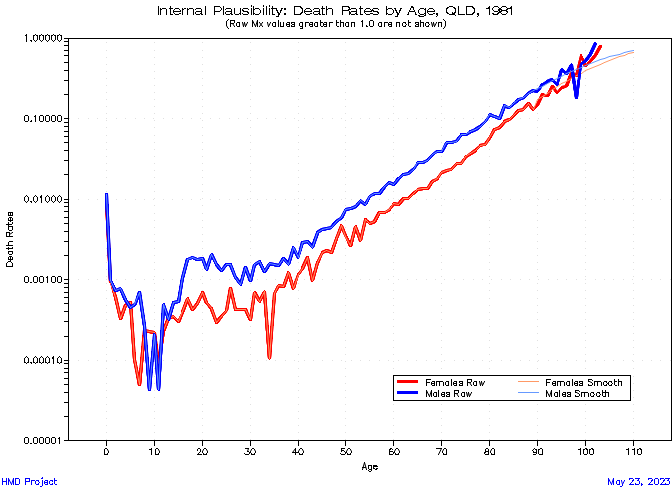 Internal Plausibility: Death Rates by Age, QLD, 1981
(Raw Mx values greater than 1.0 are not shown)
1.00000
0.10000
0.01000
0.00100
0.00010
0.00001
Death Rates
Females Raw
Females Smooth
Males Raw
Males Smooth
0 10 20 30 40 50 60 70 80 90 100 110
Age
HMD Project
May 23, 2023